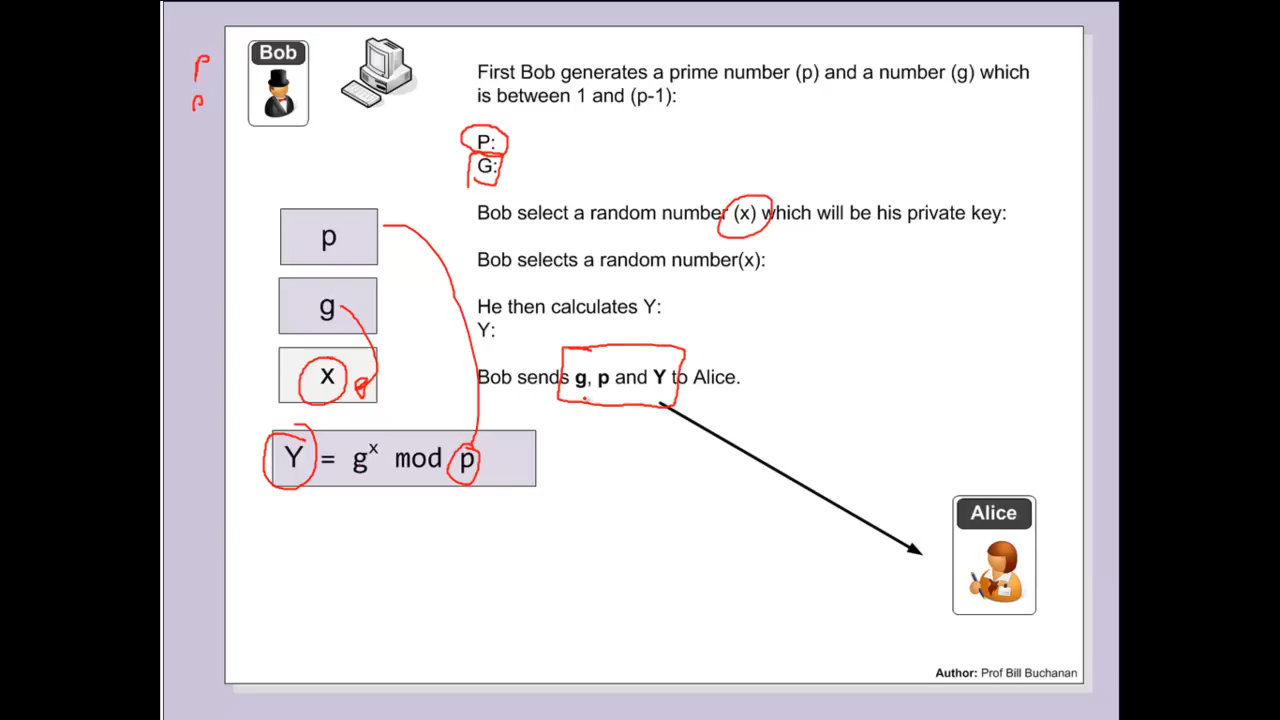 Bob
First Bob generates a prime number (p) and a number (g) which
is between 1 and (p-1):
P:
G:
Bob select a random number (x) which will be his private key:
Bob selects a random number(x):
He then calculates Y:
Y:
Bob sends g, p and Y to Alice.
p
g
x
Y = gˣ mod p
Alice
Author: Prof Bill Buchanan